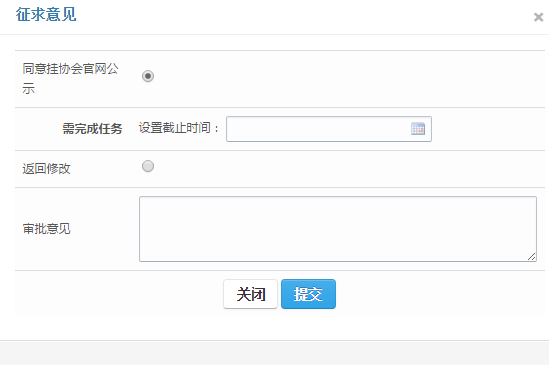 征求意见
同意挂协会官网公
示
需完成任务 设置截止时间：
返回修改
审批意见
关闭 提交